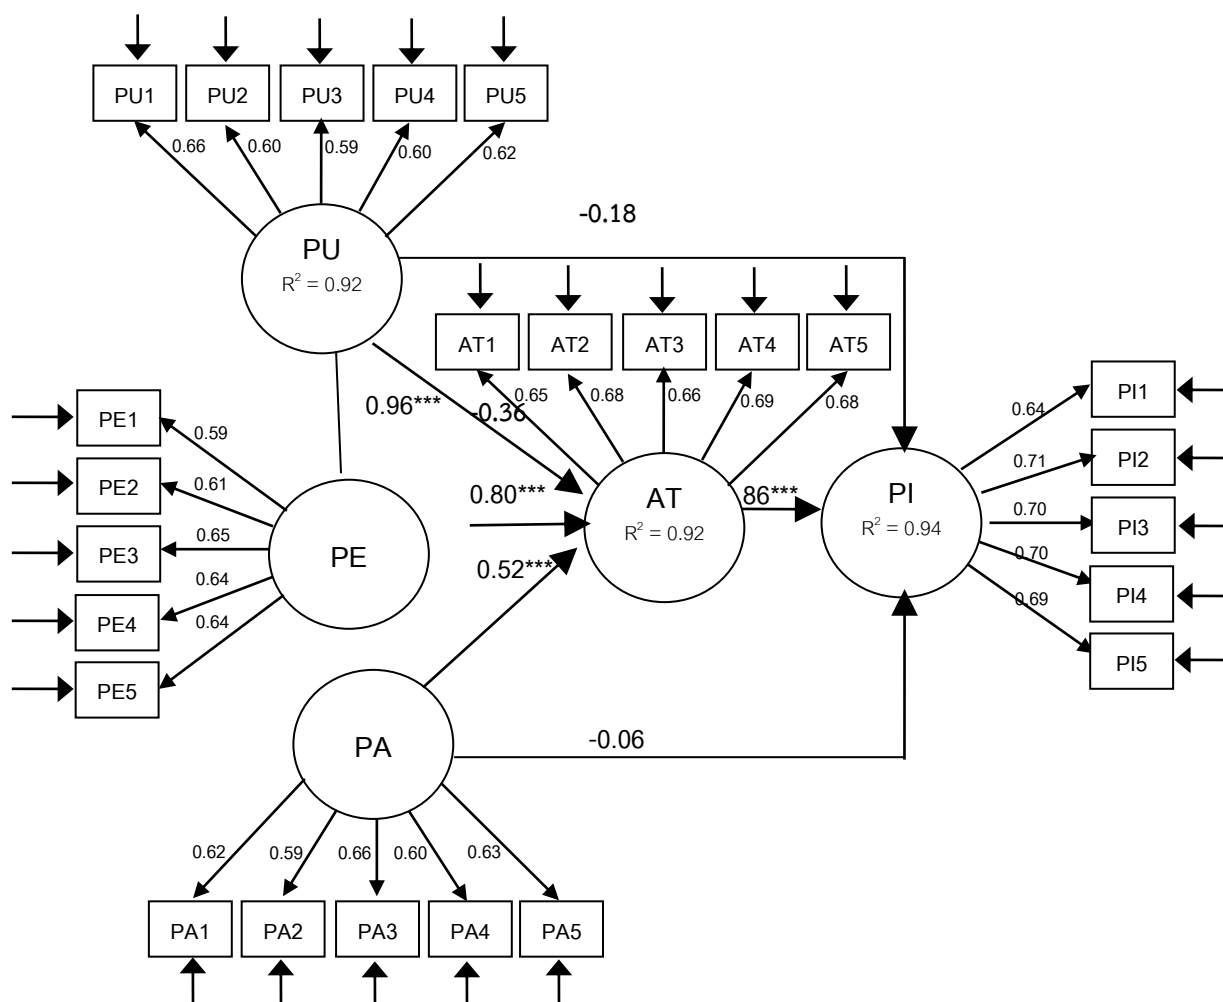 PU1 PU2 PU3 PU4 PU5
0.66 0.60 0.59 0.60 0.62
-0.18
PU
R² = 0.92
AT1 AT2 AT3 AT4 AT5
0.65 0.68 0.66 0.69 0.68
0.96*** -0.36
PE1
0.59
PE2
0.61
PE3
0.65
PE4
0.64
PE5
0.64
PE
0.80***
0.52***
AT
R² = 0.92
86***
PI
R² = 0.94
0.64
PI1
0.71
PI2
0.70
PI3
0.70
PI4
0.69
PI5
PA
-0.06
0.62 0.59 0.66 0.60 0.63
PA1 PA2 PA3 PA4 PA5